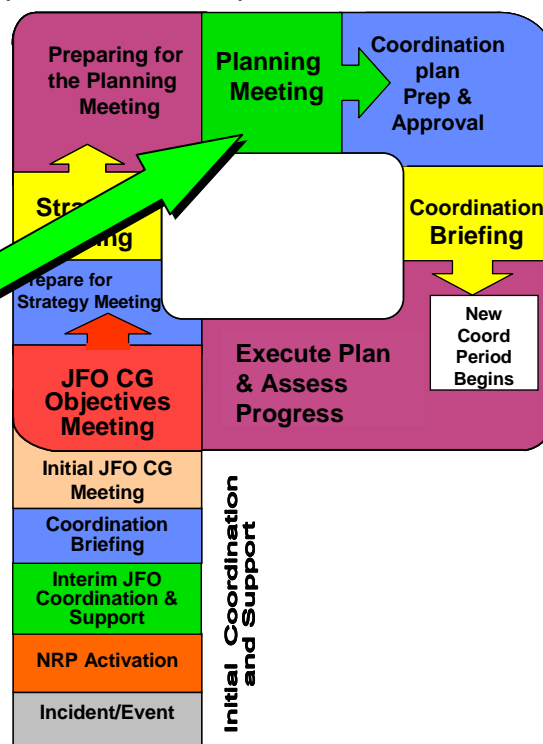 Preparing for
the Planning
Meeting
Planning
Meeting
Coordination
plan
Prep &
Approval
Coordination
Briefing
New
Coord
Period
Begins
Execute Plan
& Assess
Progress
repare for
Strategy Meeting
JFO CG
Objectives
Meeting
Initial JFO CG
Meeting
Coordination
Briefing
Interim JFO
Coordination &
Support
NRP Activation
Incident/Event
Initial Coordination
and Support